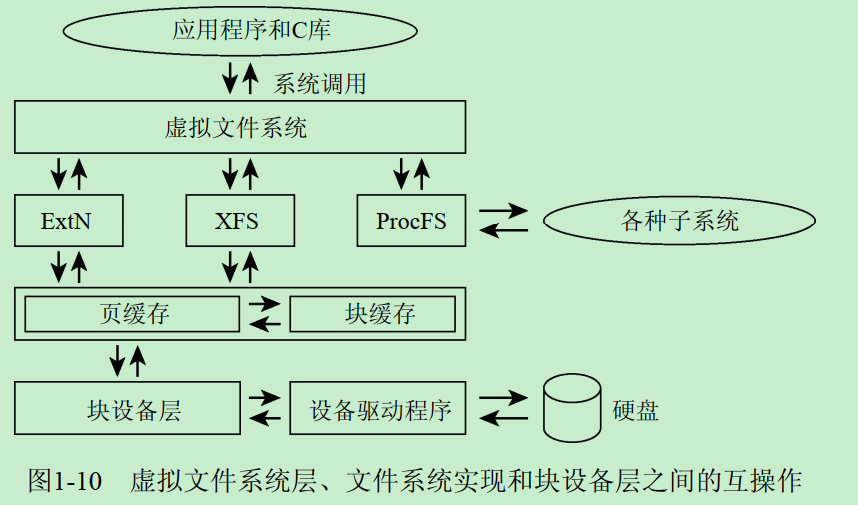 应用程序和C库
系统调用
虚拟文件系统
ExtN
XFS
ProcFS
各种子系统
页缓存
块缓存
块设备层
设备驱动程序
硬盘
图1-10 虚拟文件系统层、文件系统实现和块设备层之间的互操作